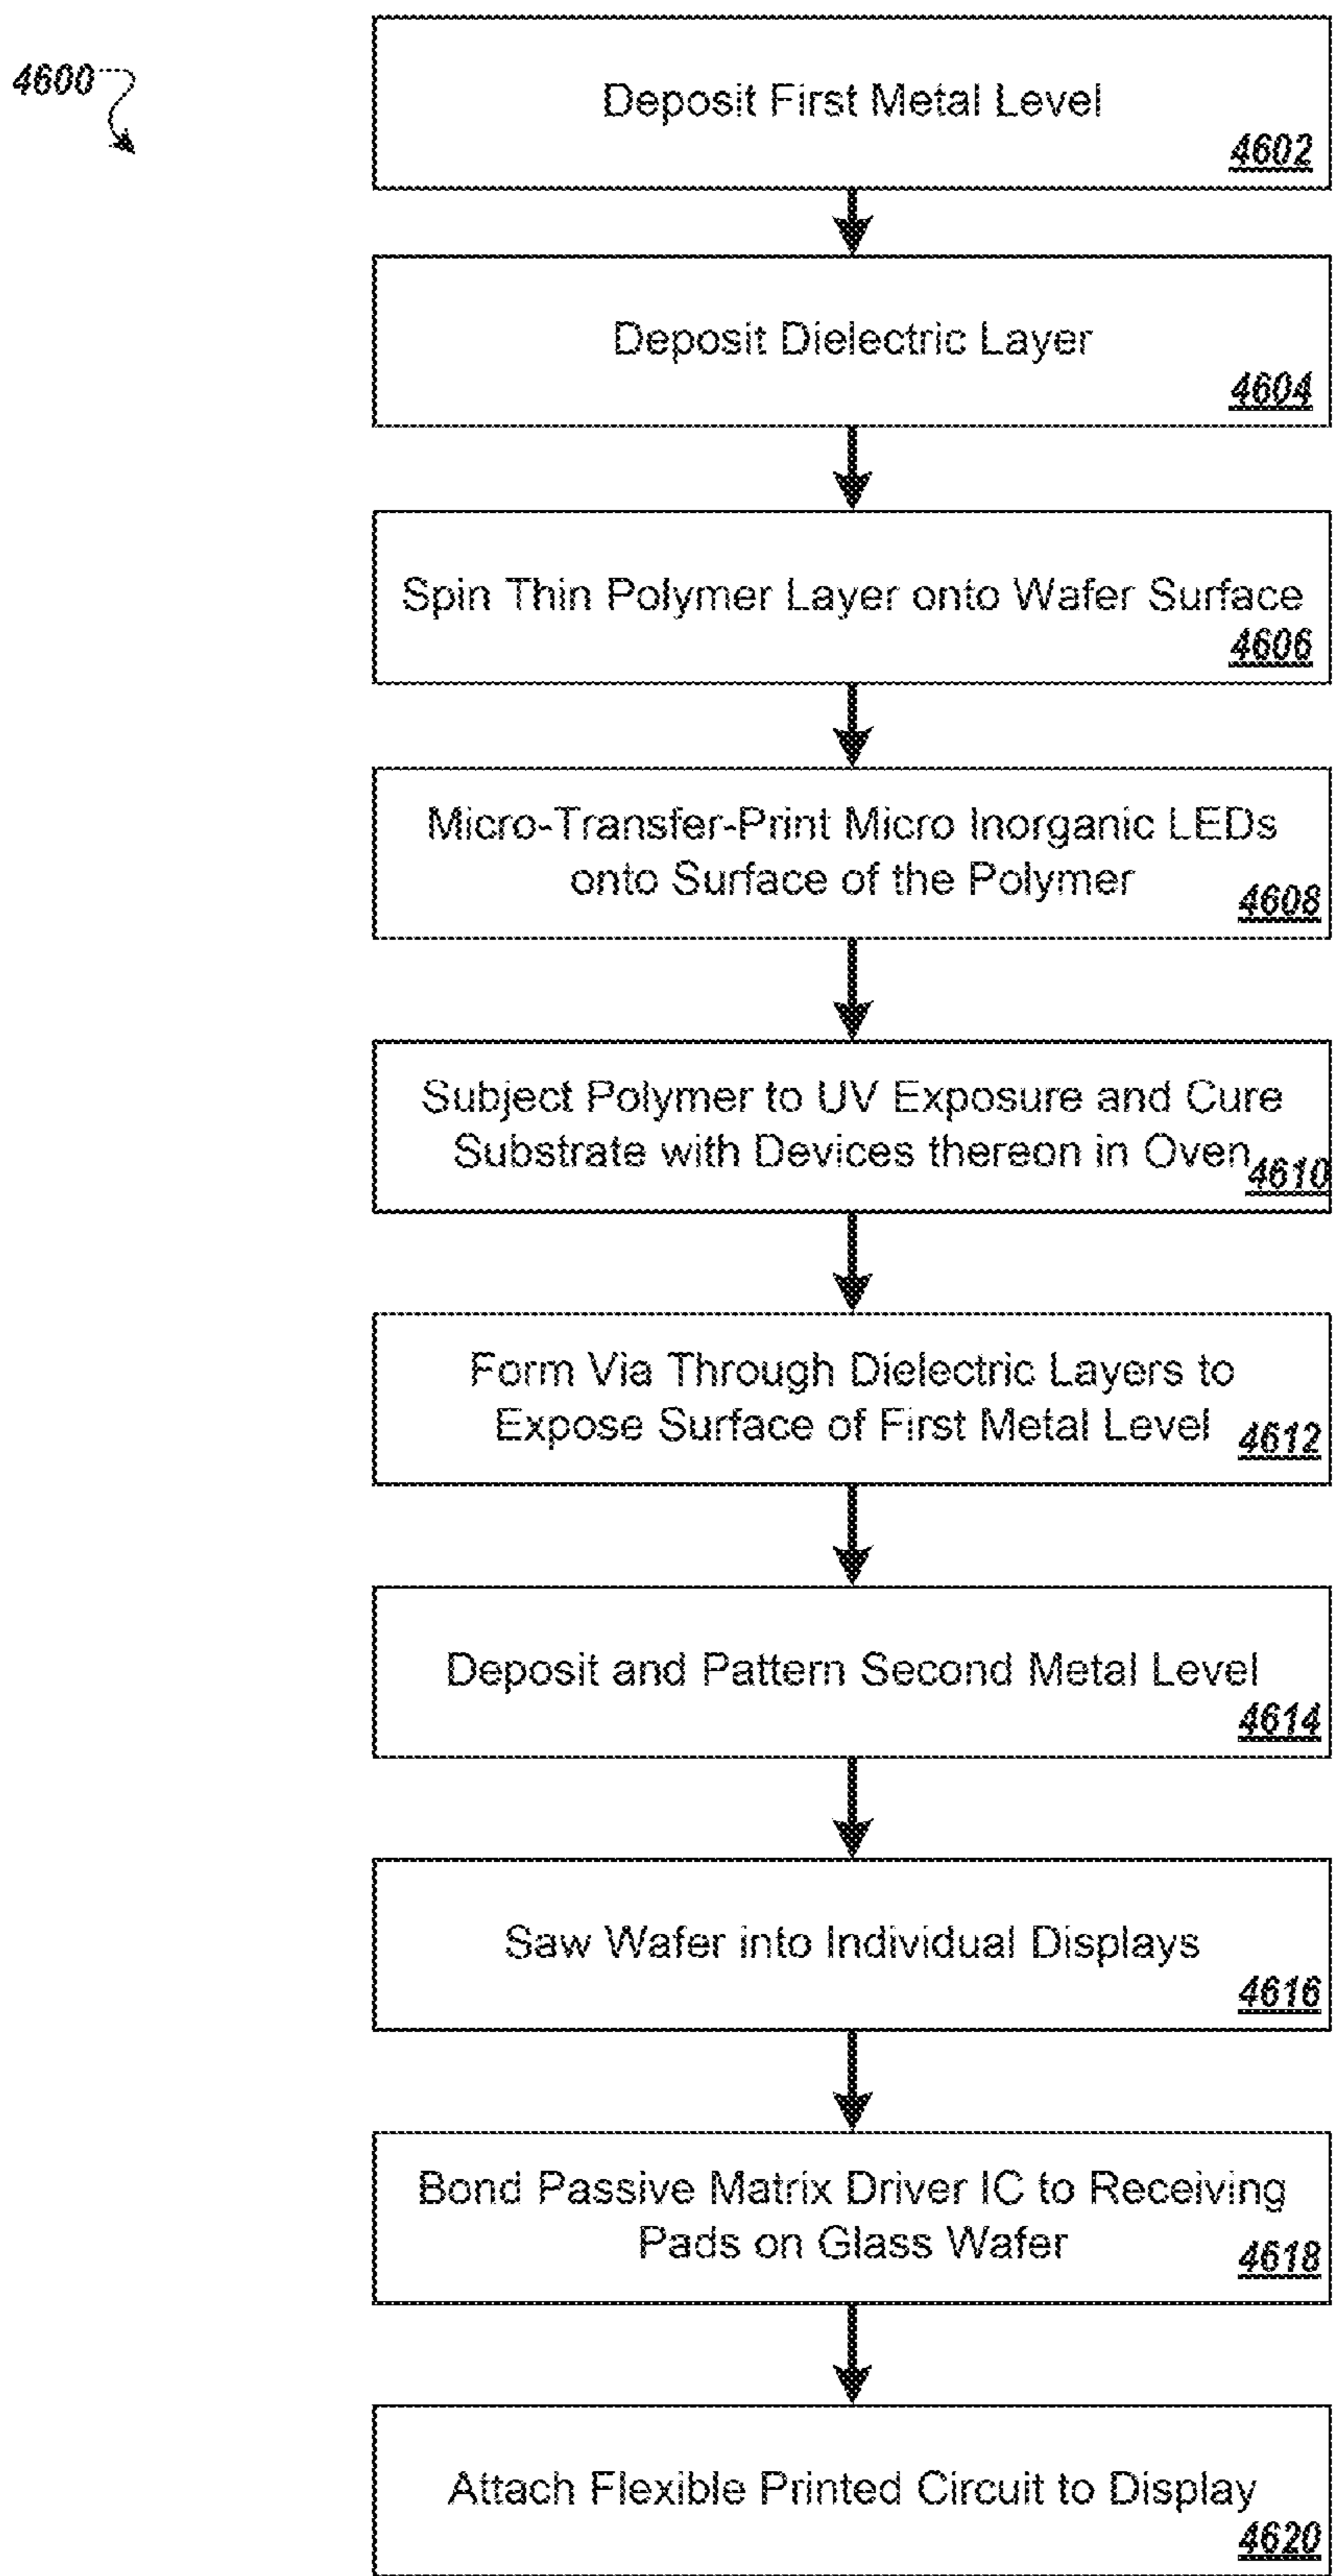 4600
Deposit First Metal Level
4602
Deposit Dielectric Layer
4604
Spin Thin Polymer Layer onto Wafer Surface
4606
Micro-Transfer-Print Micro Inorganic LEDs
onto Surface of the Polymer
4608
Subject Polymer to UV Exposure and Cure
Substrate with Devices thereon in Oven
4610
Form Via Through Dielectric Layers to
Expose Surface of First Metal Level
4612
Deposit and Pattern Second Metal Level
4614
Saw Wafer into Individual Displays
4616
Bond Passive Matrix Driver IC to Receiving
Pads on Glass Wafer
4618
Attach Flexible Printed Circuit to Display
4620